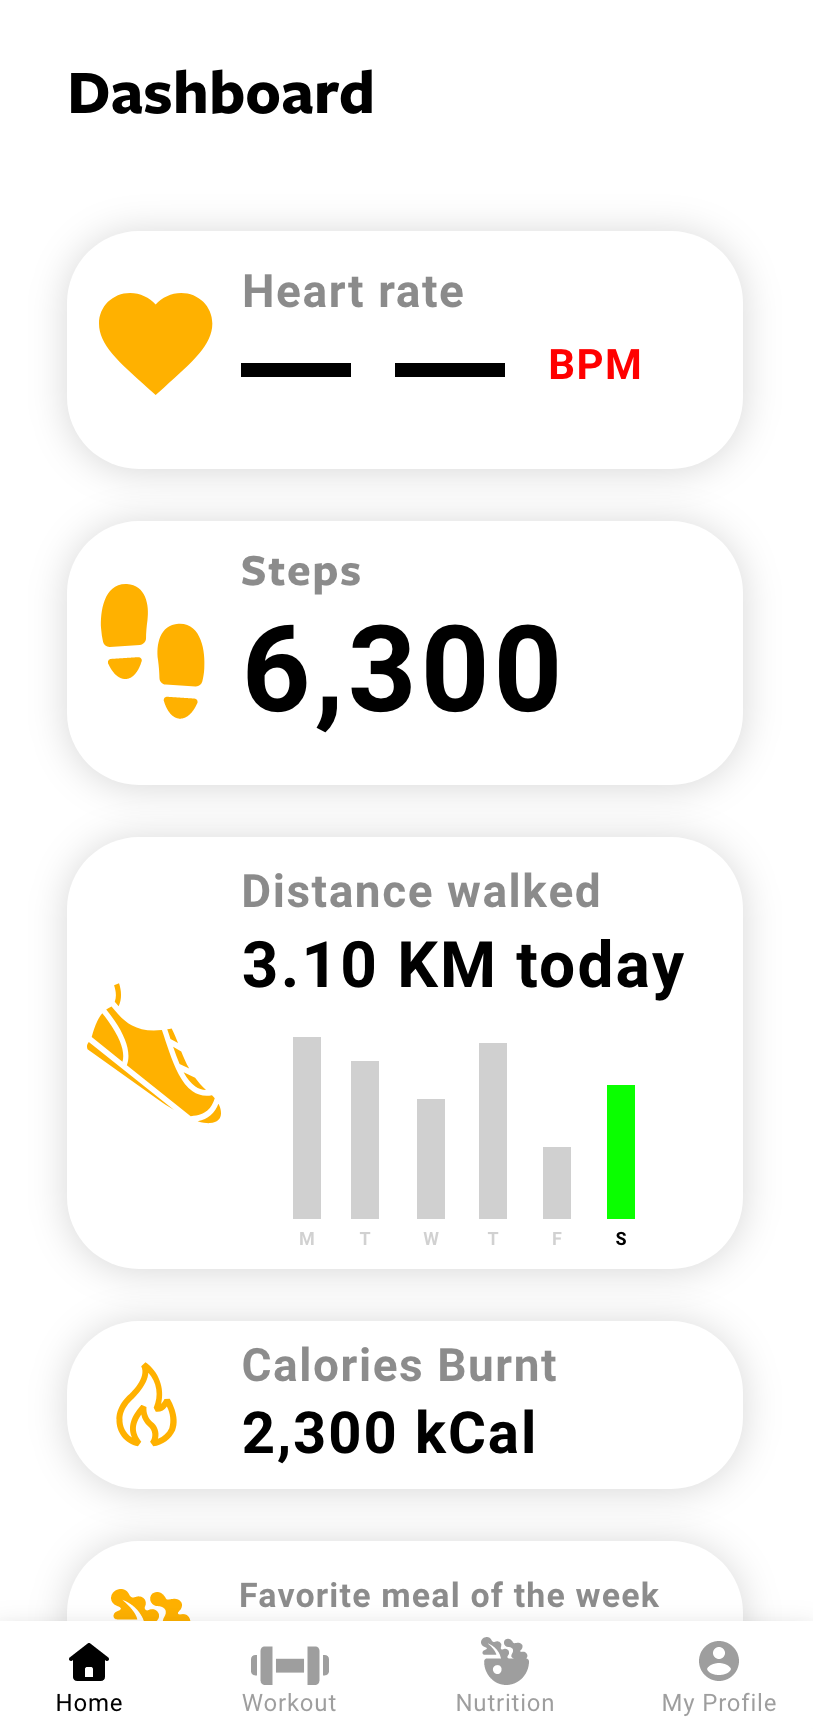 Dashboard
Heart rate
— — BPM
Steps
6,300
Distance walked
3.10 KM today
M T W T F S
Calories Burnt
2,300 kCal
Favorite meal of the week
Home Workout Nutrition My Profile